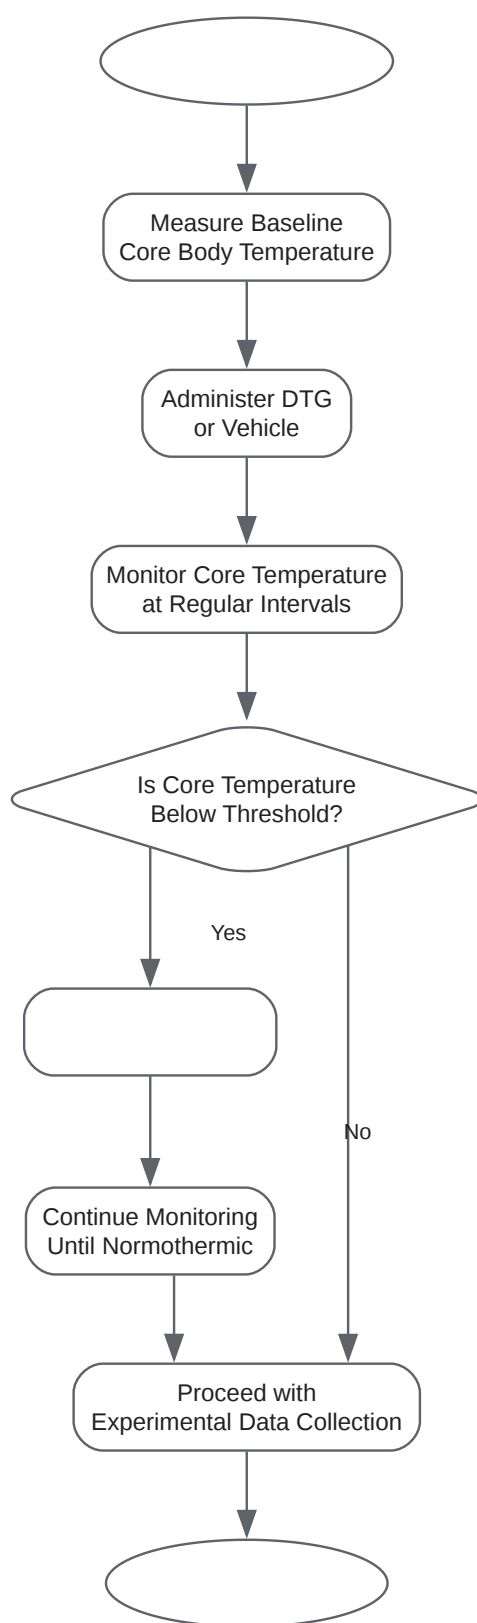 Measure Baseline
Core Body Temperature
Administer DTG
or Vehicle
Monitor Core Temperature
at Regular Intervals
Is Core Temperature
Below Threshold?
Yes
No
Continue Monitoring
Until Normothermic
Proceed with
Experimental Data Collection